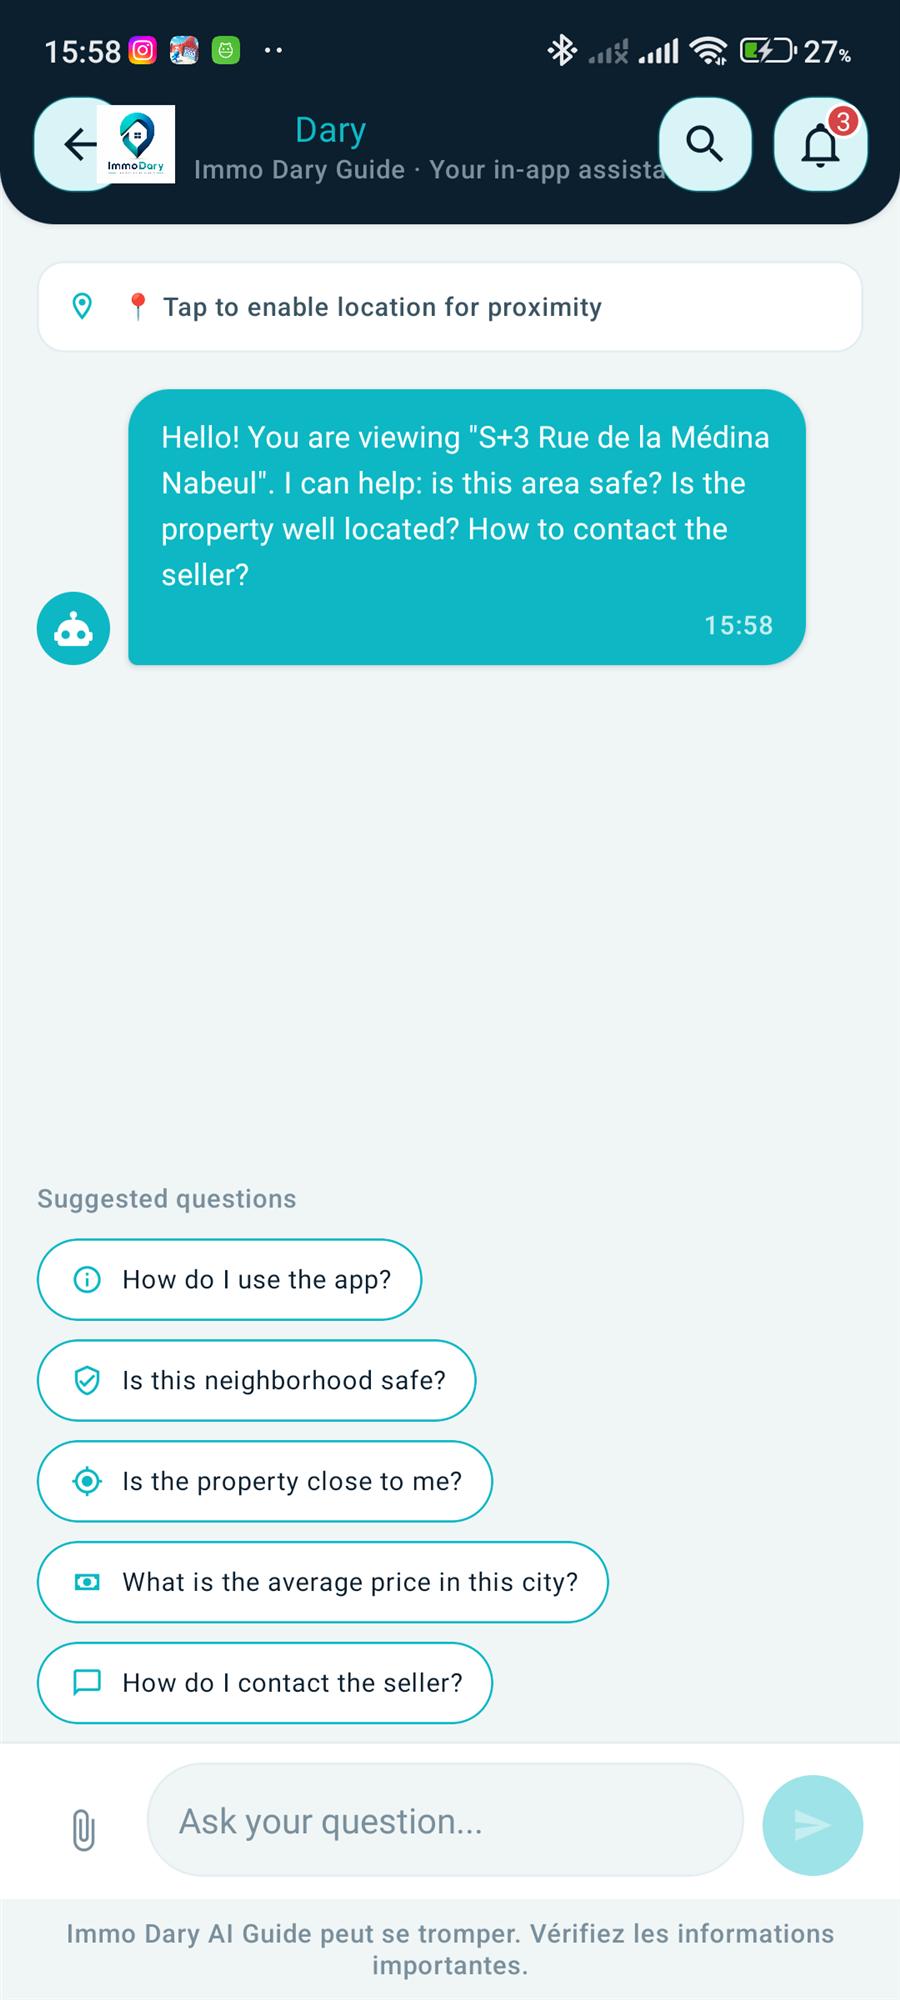 15:58
27%
ImmoDary
Dary
Immo Dary Guide · Your in-app assista
3
📍 Tap to enable location for proximity
Hello! You are viewing "S+3 Rue de la Médina
Nabeul". I can help: is this area safe? Is the
property well located? How to contact the
seller?
15:58
Suggested questions
How do I use the app?
Is this neighborhood safe?
Is the property close to me?
What is the average price in this city?
How do I contact the seller?
Ask your question...
Immo Dary AI Guide peut se tromper. Vérifiez les informations
importantes.